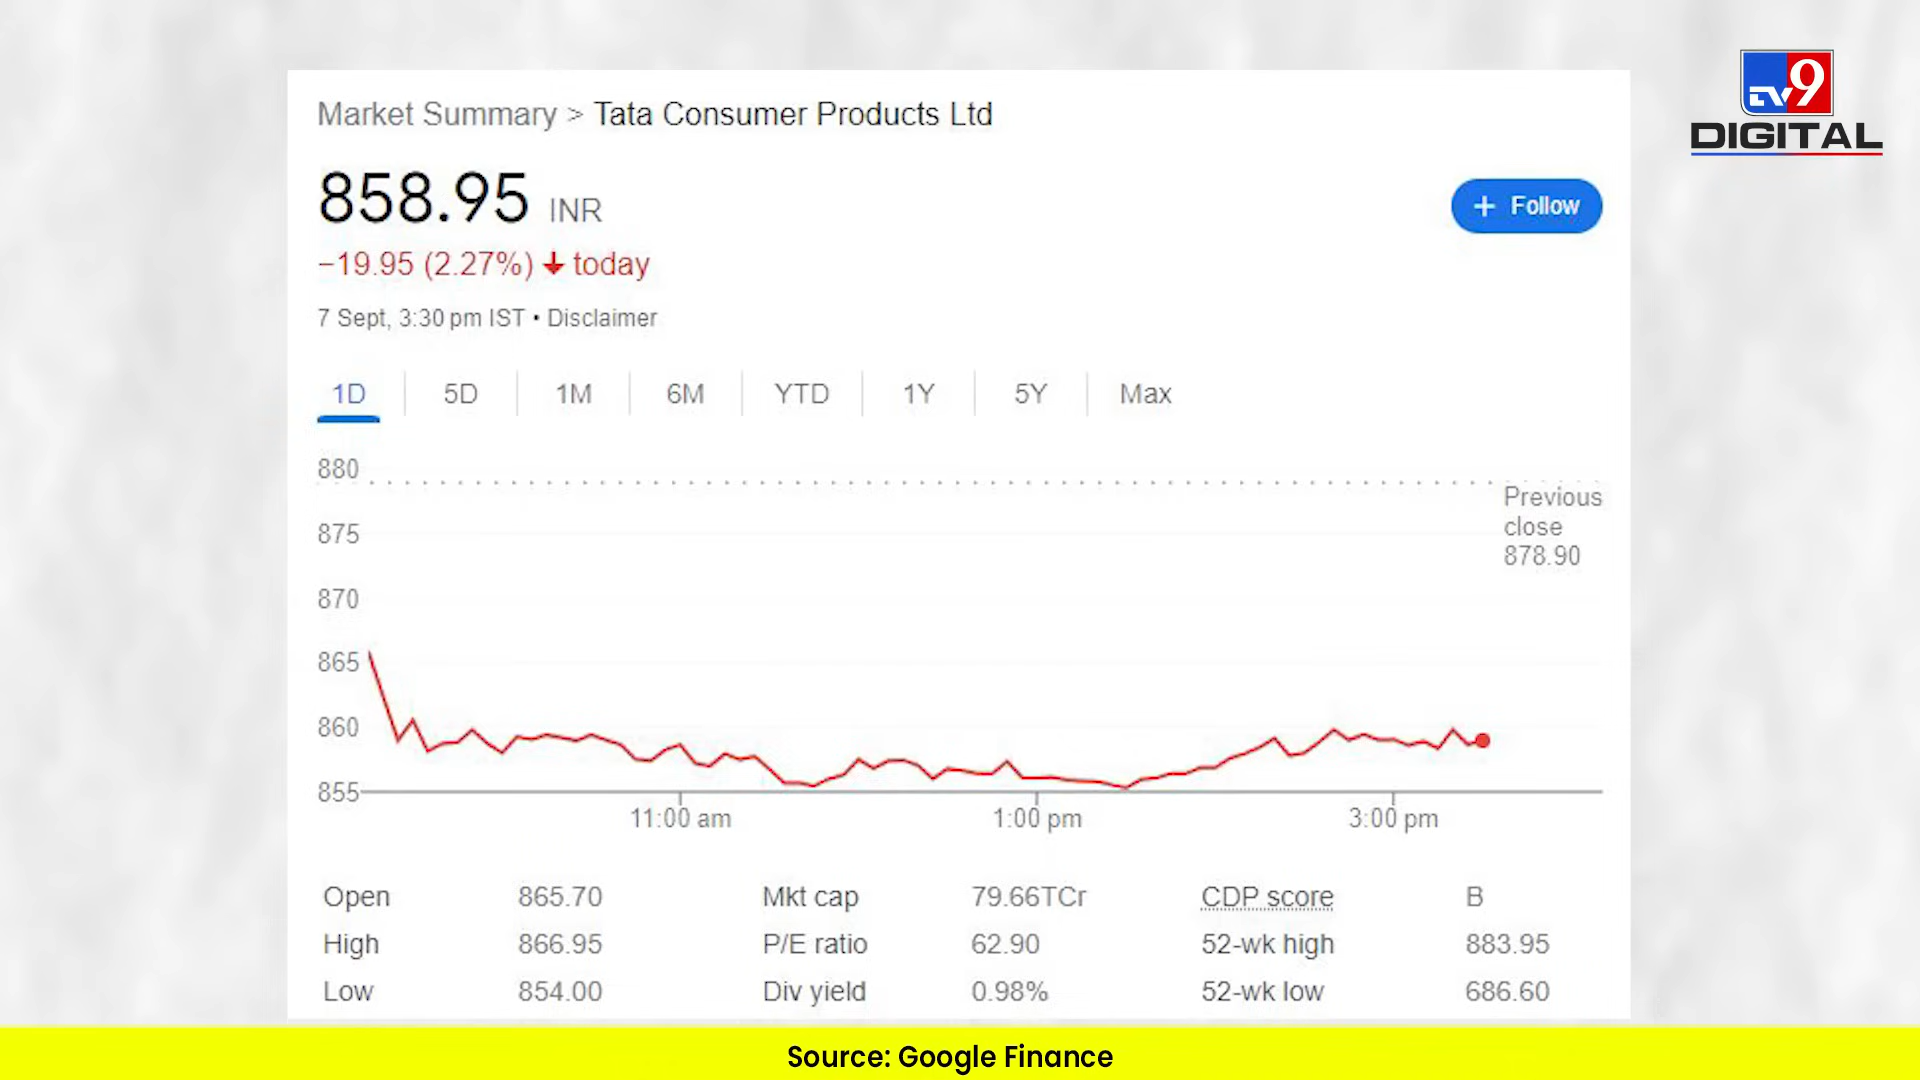 TV9
DIGITAL
Market Summary > Tata Consumer Products Ltd
858.95 INR
+ Follow
−19.95 (2.27%) ↓ today
7 Sept, 3:30 pm IST • Disclaimer
1D 5D 1M 6M YTD 1Y 5Y Max
880
Previous
close
878.90
875
870
865
860
855
11:00 am 1:00 pm 3:00 pm
Open 865.70 Mkt cap 79.66TCr CDP score B
High 866.95 P/E ratio 62.90 52-wk high 883.95
Low 854.00 Div yield 0.98% 52-wk low 686.60
Source: Google Finance